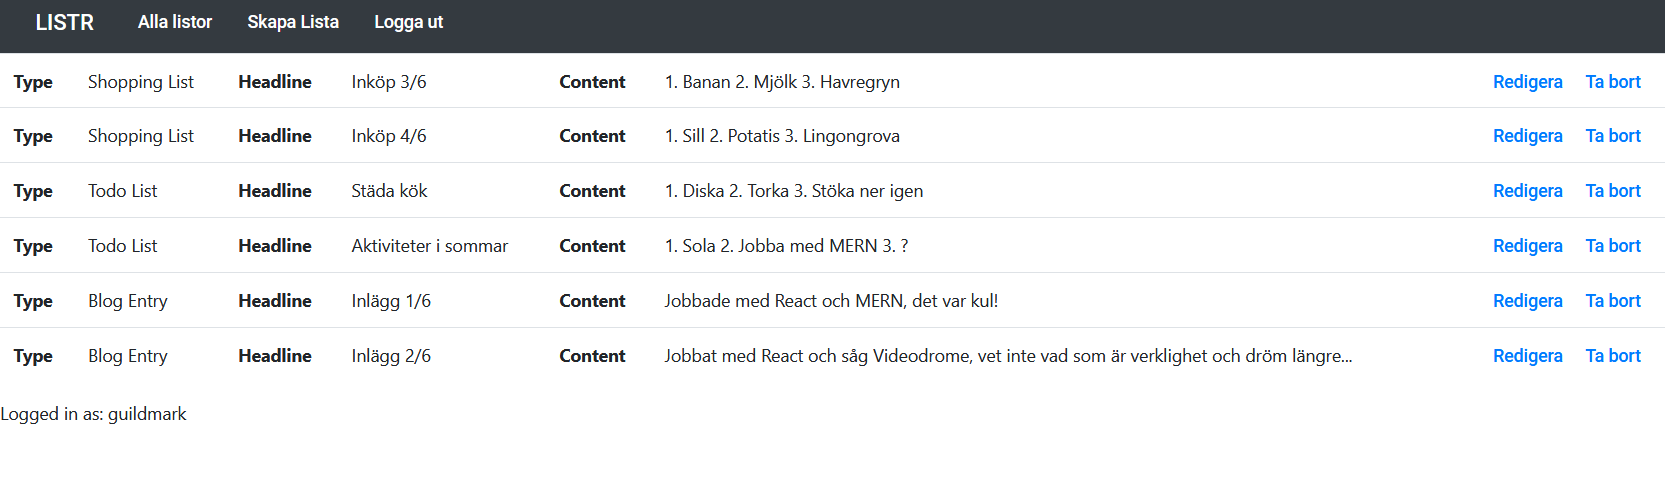 LISTR Alla listor Skapa Lista Logga ut
Type Shopping List Headline Inköp 3/6 Content 1. Banan 2. Mjölk 3. Havregryn Redigera Ta bort
Type Shopping List Headline Inköp 4/6 Content 1. Sill 2. Potatis 3. Lingongrova Redigera Ta bort
Type Todo List Headline Städa kök Content 1. Diska 2. Torka 3. Stöka ner igen Redigera Ta bort
Type Todo List Headline Aktiviteter i sommar Content 1. Sola 2. Jobba med MERN 3. ? Redigera Ta bort
Type Blog Entry Headline Inlägg 1/6 Content Jobbade med React och MERN, det var kul! Redigera Ta bort
Type Blog Entry Headline Inlägg 2/6 Content Jobbat med React och såg Videodrome, vet inte vad som är verklighet och dröm längre... Redigera Ta bort
Logged in as: guildmark